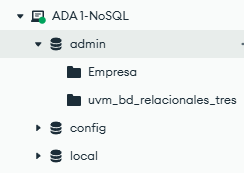 ADA 1-NoSQL
admin
Empresa
uvm_bd_relacionales_tres
config
local